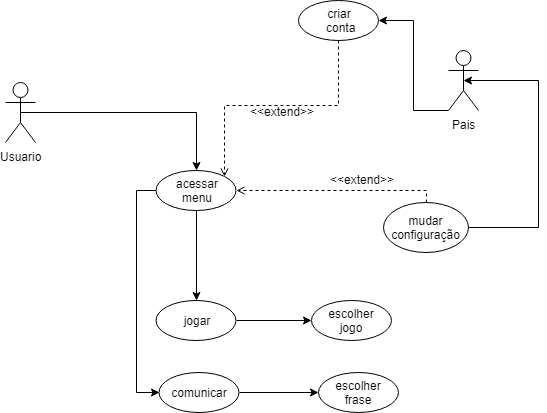 criar
conta
<<extend>>
Pais
Usuario
acessar
menu
<<extend>>
mudar
configuração
jogar
escolher
jogo
comunicar
escolher
frase